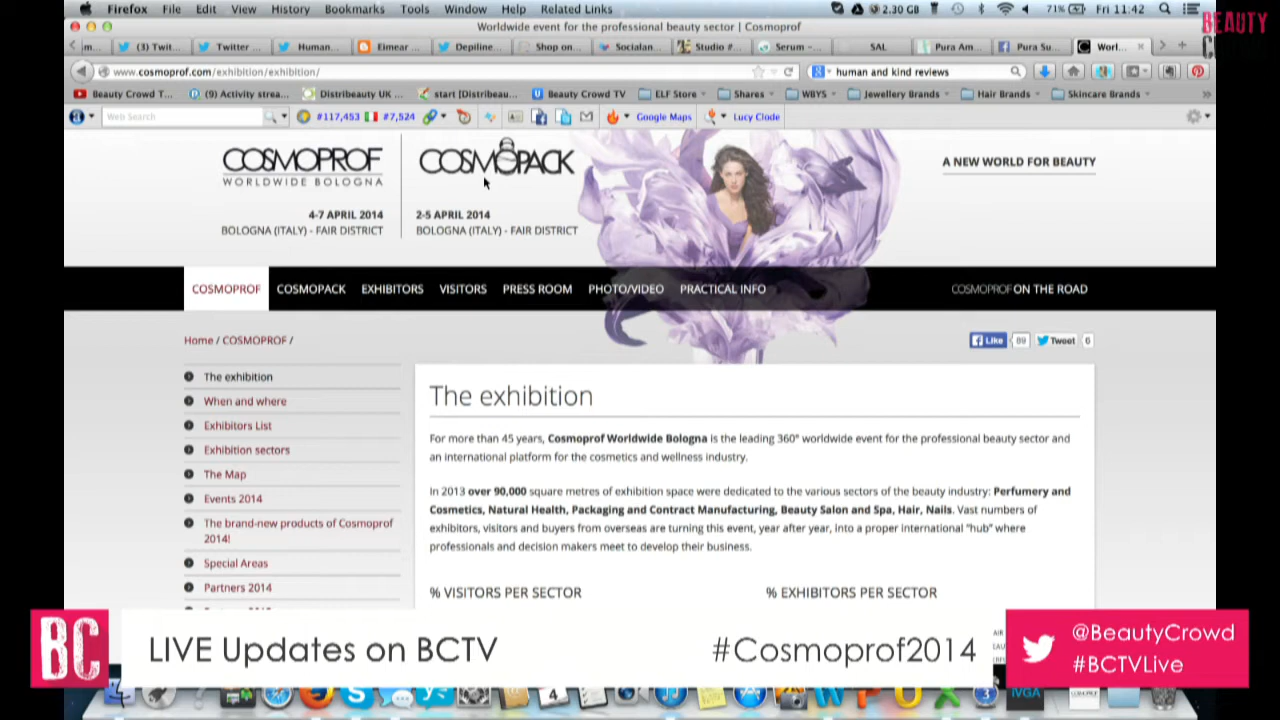 Firefox File Edit View History Bookmarks Tools Window Help Related Links
2.30 GB 71% Fri 11.42
BEAUTY
Worldwide event for the professional beauty sector | Cosmoprof
m... (3) Twi... Twitter ... Human... Eimear ... Depiline... Shop on... Socialan... Studio #... Serum -... SAL Pura Am... Pura Su... Worl...
www.cosmoprof.com/exhibition/exhibition/
human and kind reviews
Beauty Crowd T... (9) Activity strea... Distribeauty UK ... start [Distribeau... Beauty Crowd TV ELF Store Shares WBYS Jewellery Brands Hair Brands Skincare Brands
Web Search #117,453 #7,524 Google Maps Lucy Clode
COSMOPROF
WORLDWIDE BOLOGNA
4-7 APRIL 2014
BOLOGNA (ITALY) - FAIR DISTRICT
COSMOPACK
2-5 APRIL 2014
BOLOGNA (ITALY) - FAIR DISTRICT
A NEW WORLD FOR BEAUTY
COSMOPROF COSMOPACK EXHIBITORS VISITORS PRESS ROOM PHOTO/VIDEO PRACTICAL INFO COSMOPROF ON THE ROAD
Home / COSMOPROF /
Like 89 Tweet 0
The exhibition
When and where
Exhibitors List
Exhibition sectors
The Map
Events 2014
The brand-new products of Cosmoprof
2014!
Special Areas
Partners 2014
The exhibition
For more than 45 years, Cosmoprof Worldwide Bologna is the leading 360° worldwide event for the professional beauty sector and
an international platform for the cosmetics and wellness industry.
In 2013 over 90,000 square metres of exhibition space were dedicated to the various sectors of the beauty industry: Perfumery and
Cosmetics, Natural Health, Packaging and Contract Manufacturing, Beauty Salon and Spa, Hair, Nails. Vast numbers of
exhibitors, visitors and buyers from overseas are turning this event, year after year, into a proper international "hub" where
professionals and decision makers meet to develop their business.
% VISITORS PER SECTOR % EXHIBITORS PER SECTOR
BC
LIVE Updates on BCTV
#Cosmoprof2014
@BeautyCrowd
#BCTVLive